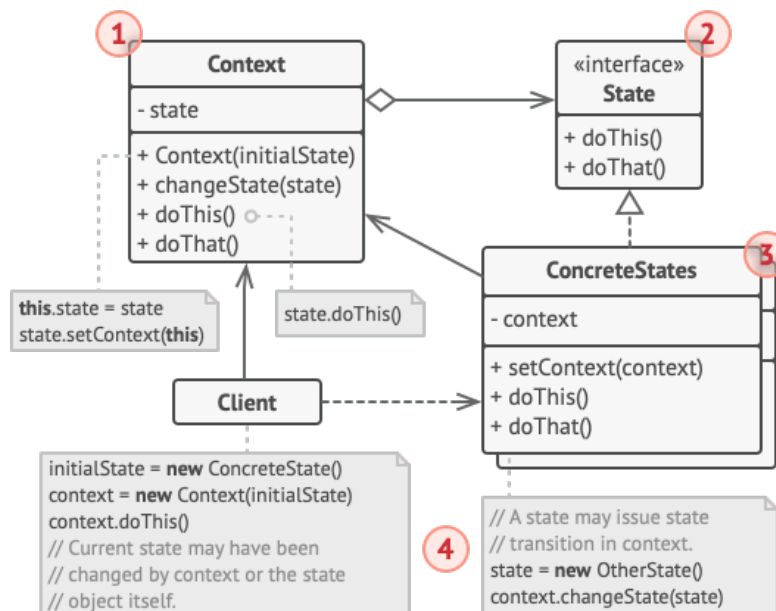 1
Context
- state
+ Context(initialState)
+ changeState(state)
+ doThis()
+ doThat()
2
«interface»
State
+ doThis()
+ doThat()
3
ConcreteStates
- context
+ setContext(context)
+ doThis()
+ doThat()
this.state = state
state.setContext(this)
state.doThis()
Client
initialState = new ConcreteState()
context = new Context(initialState)
context.doThis()
// Current state may have been
// changed by context or the state
// object itself.
4
// A state may issue state
// transition in context.
state = new OtherState()
context.changeState(state)